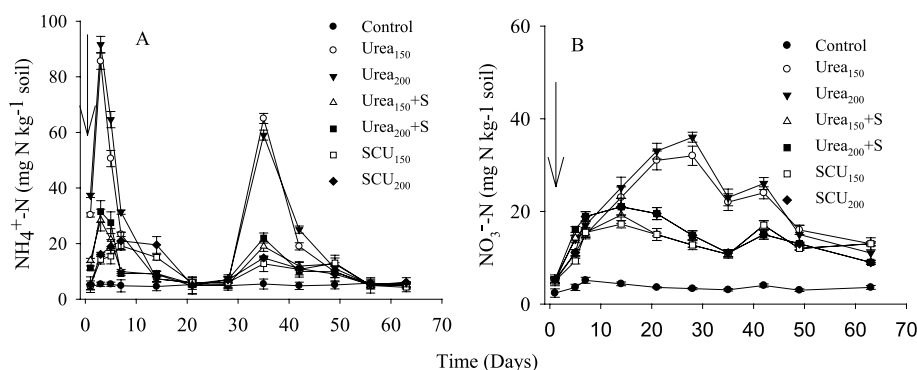 100
80
60
40
20
0
NH₄⁺-N (mg N kg⁻¹ soil)
A
Control
Urea₁₅₀
Urea₂₀₀
Urea₁₅₀+S
Urea₂₀₀+S
SCU₁₅₀
SCU₂₀₀
0 10 20 30 40 50 60 70
60
40
20
0
NO₃⁻-N (mg N kg-1 soil)
B
Control
Urea₁₅₀
Urea₂₀₀
Urea₁₅₀+S
Urea₂₀₀+S
SCU₁₅₀
SCU₂₀₀
0 10 20 30 40 50 60 70
Time (Days)